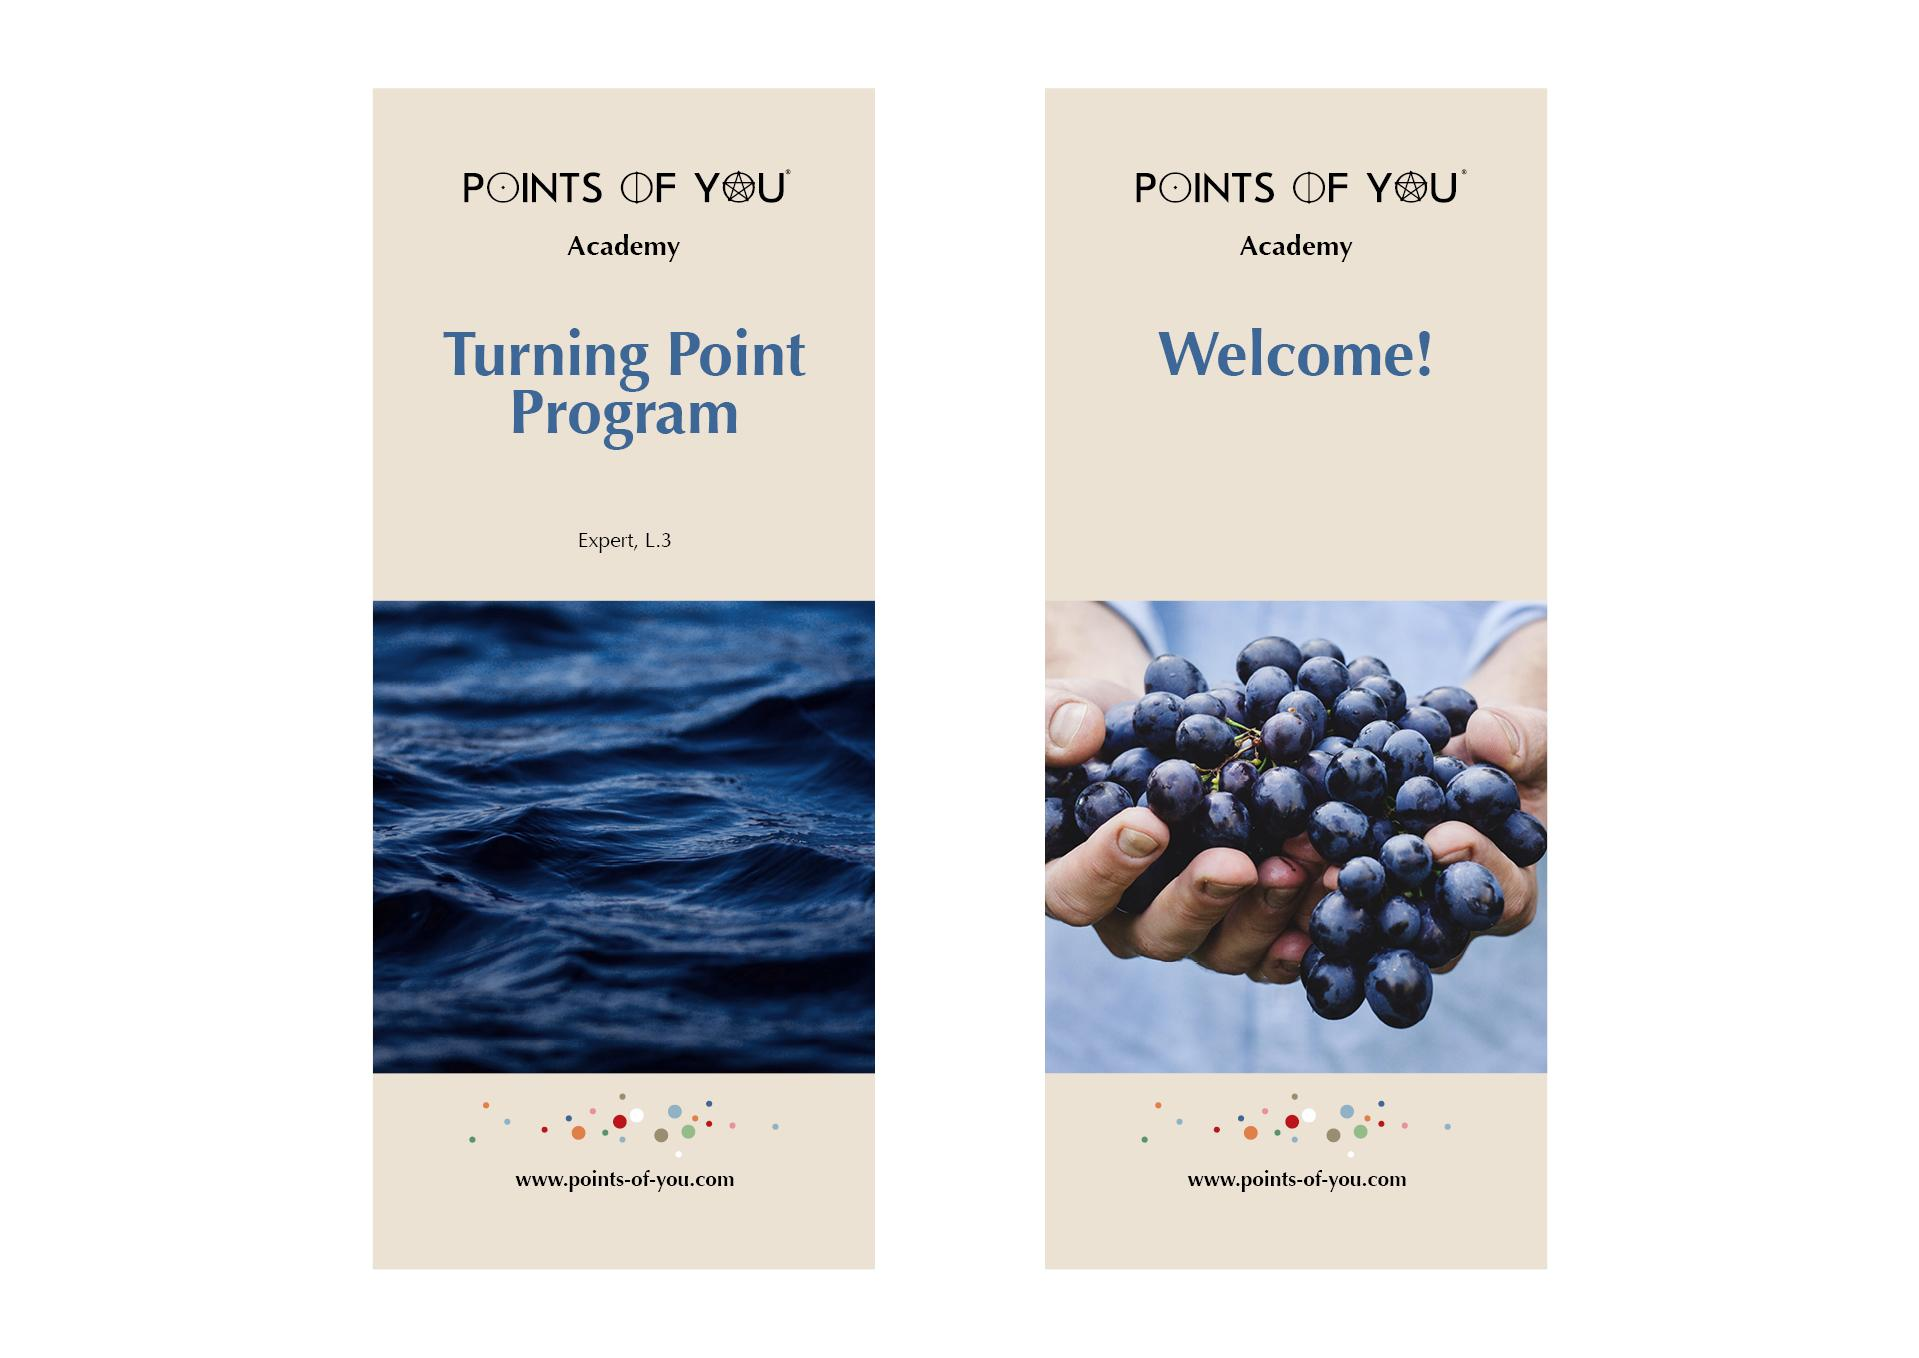 POINTS OF YOU®
Academy
Turning Point
Program
Expert, L.3
www.points-of-you.com
POINTS OF YOU®
Academy
Welcome!
www.points-of-you.com